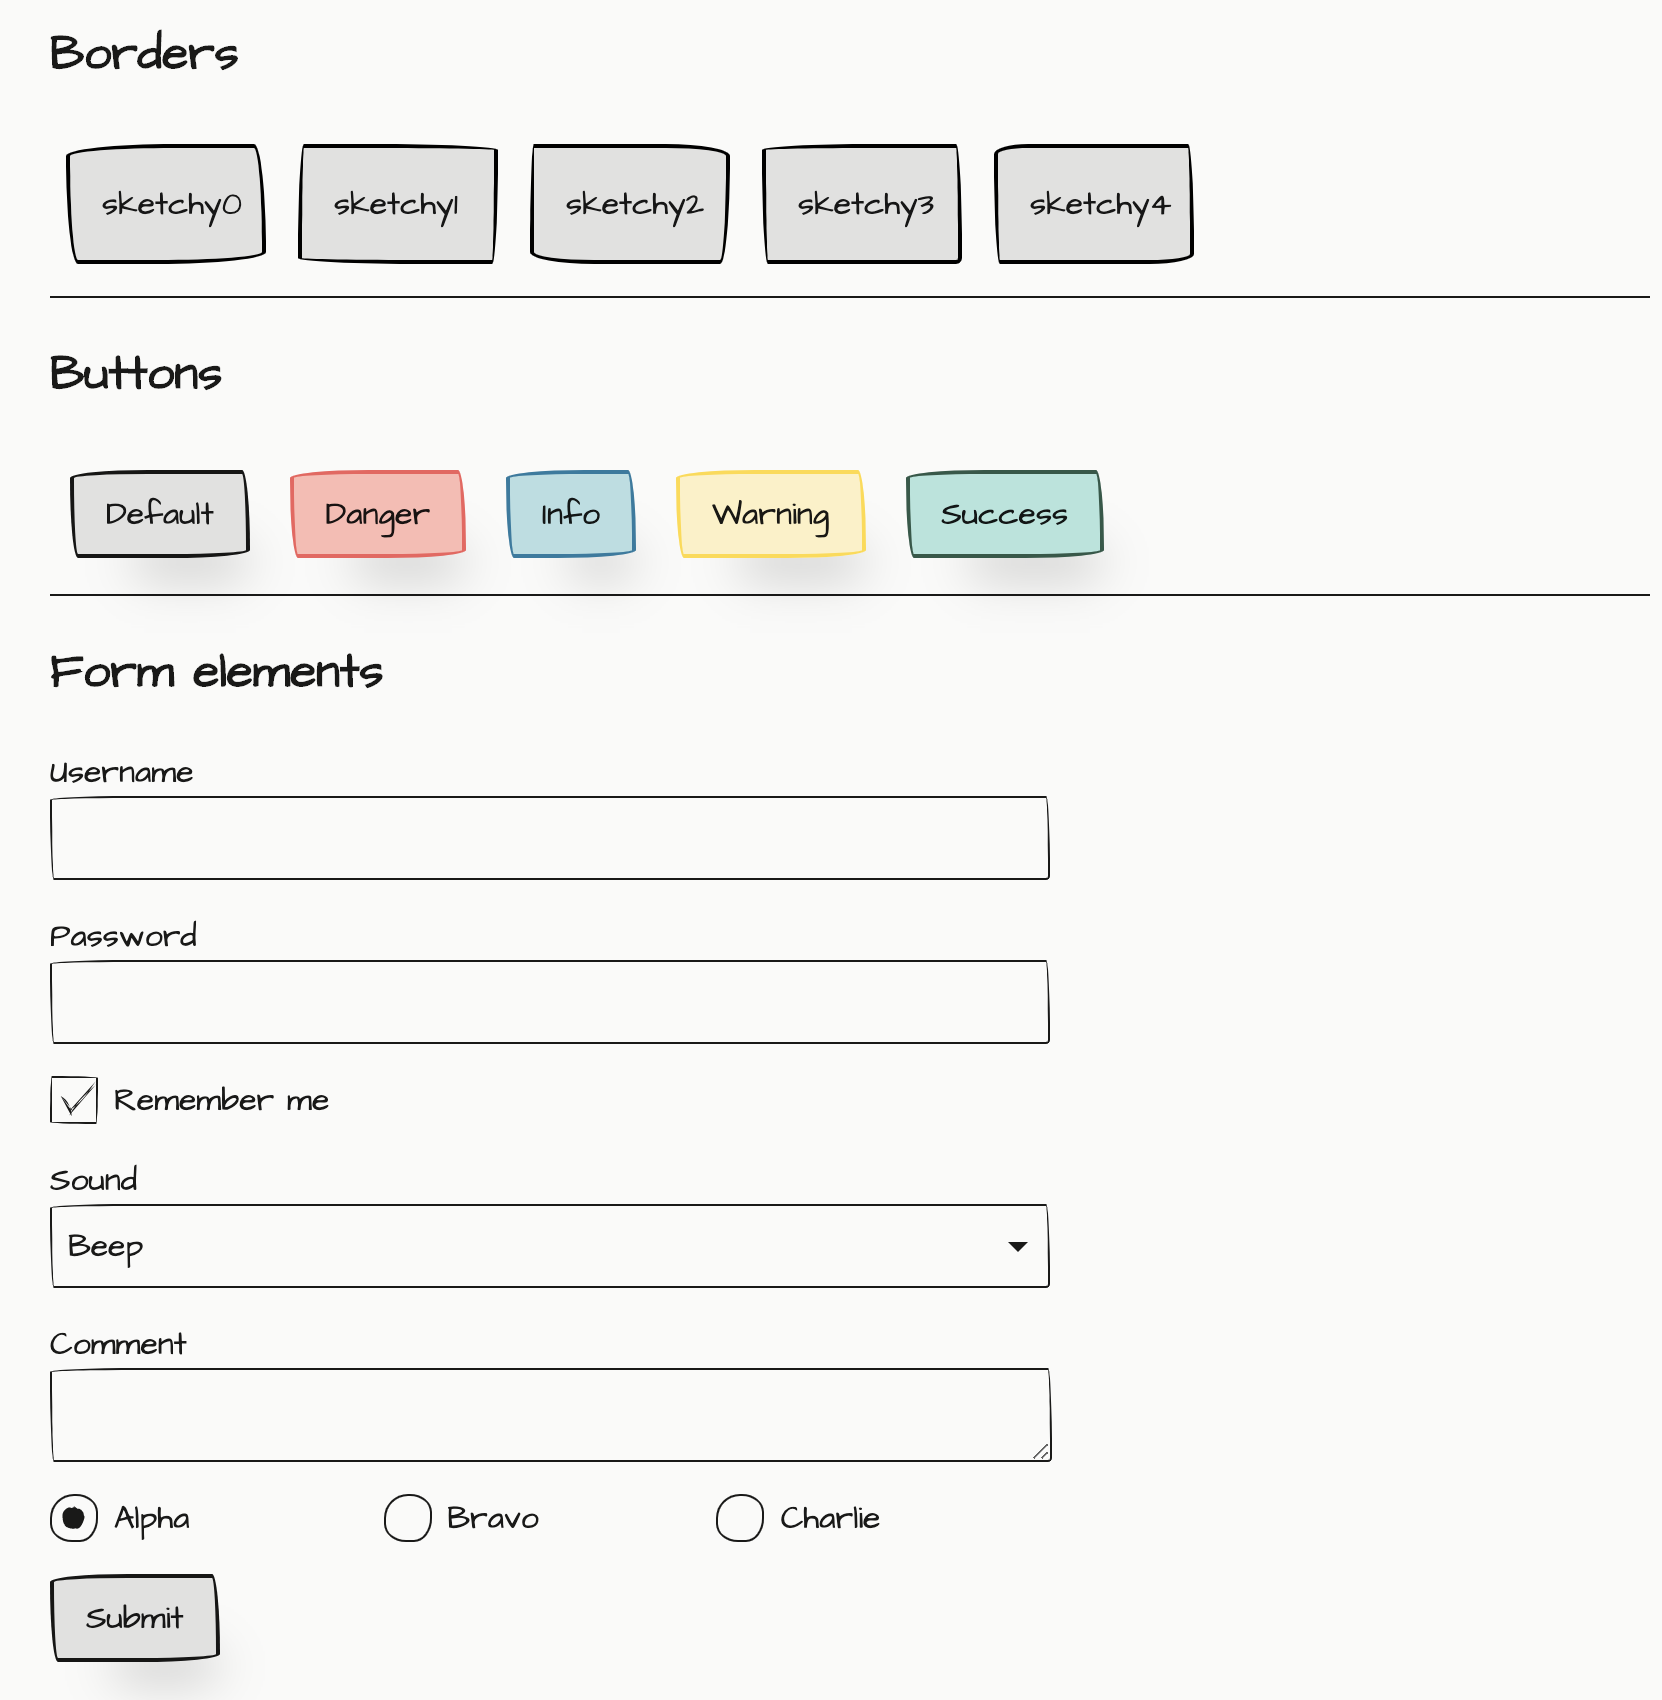 Borders
sketchy0 sketchy1 sketchy2 sketchy3 sketchy4
Buttons
Default Danger Info Warning Success
Form elements
Username
Password
Remember me
Sound
Beep
Comment
Alpha Bravo Charlie
Submit